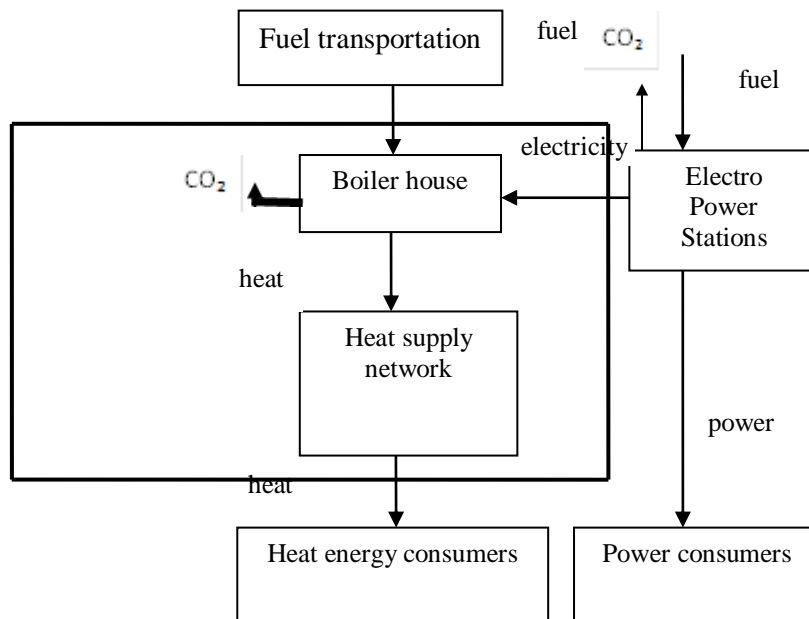 Fuel transportation
fuel
CO₂
fuel
electricity
Boiler house
CO₂
Electro
Power
Stations
heat
Heat supply
network
power
heat
Heat energy consumers
Power consumers